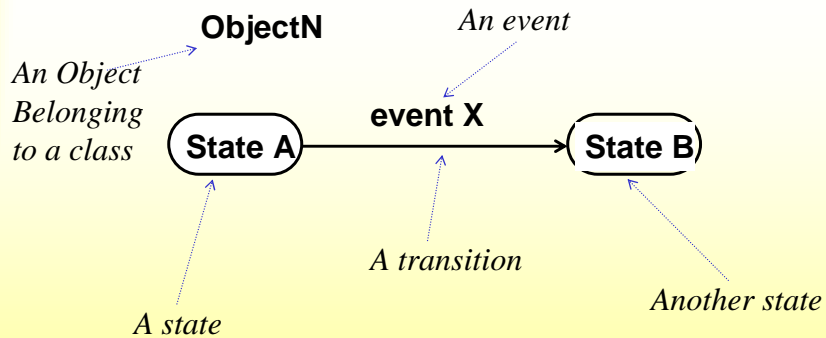 ObjectN
An event
An Object
Belonging
to a class
event X
State A
State B
A transition
Another state
A state